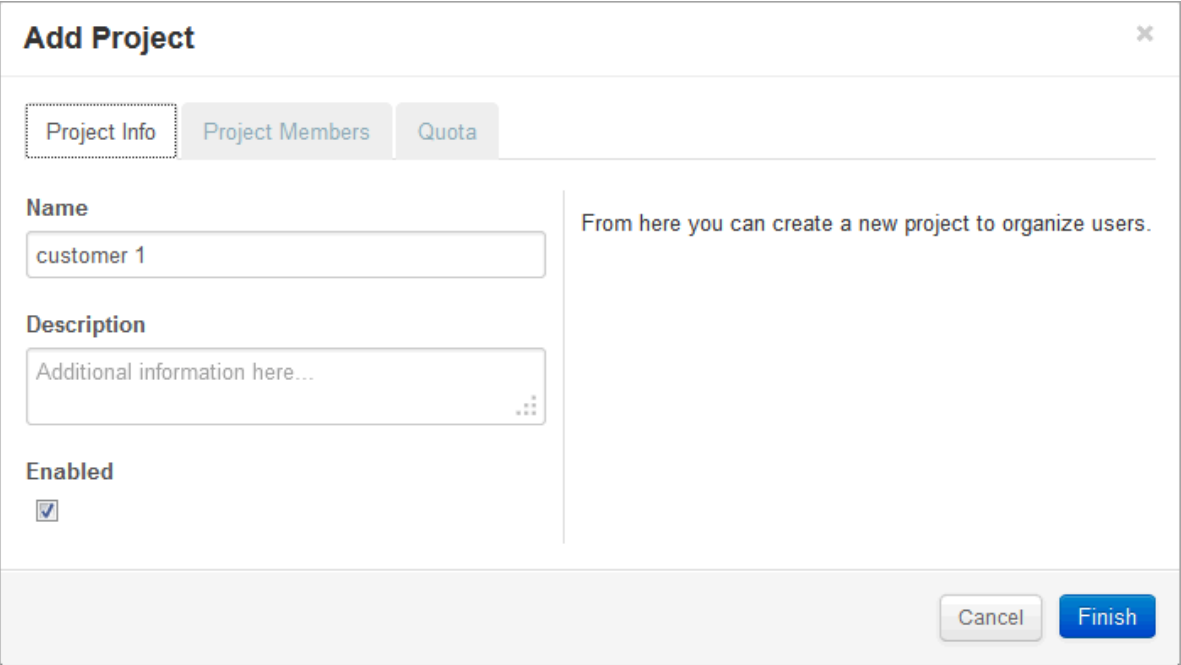 Add Project
×
Project Info
Project Members
Quota
Name
customer 1
From here you can create a new project to organize users.
Description
Additional information here...
Enabled
Cancel
Finish